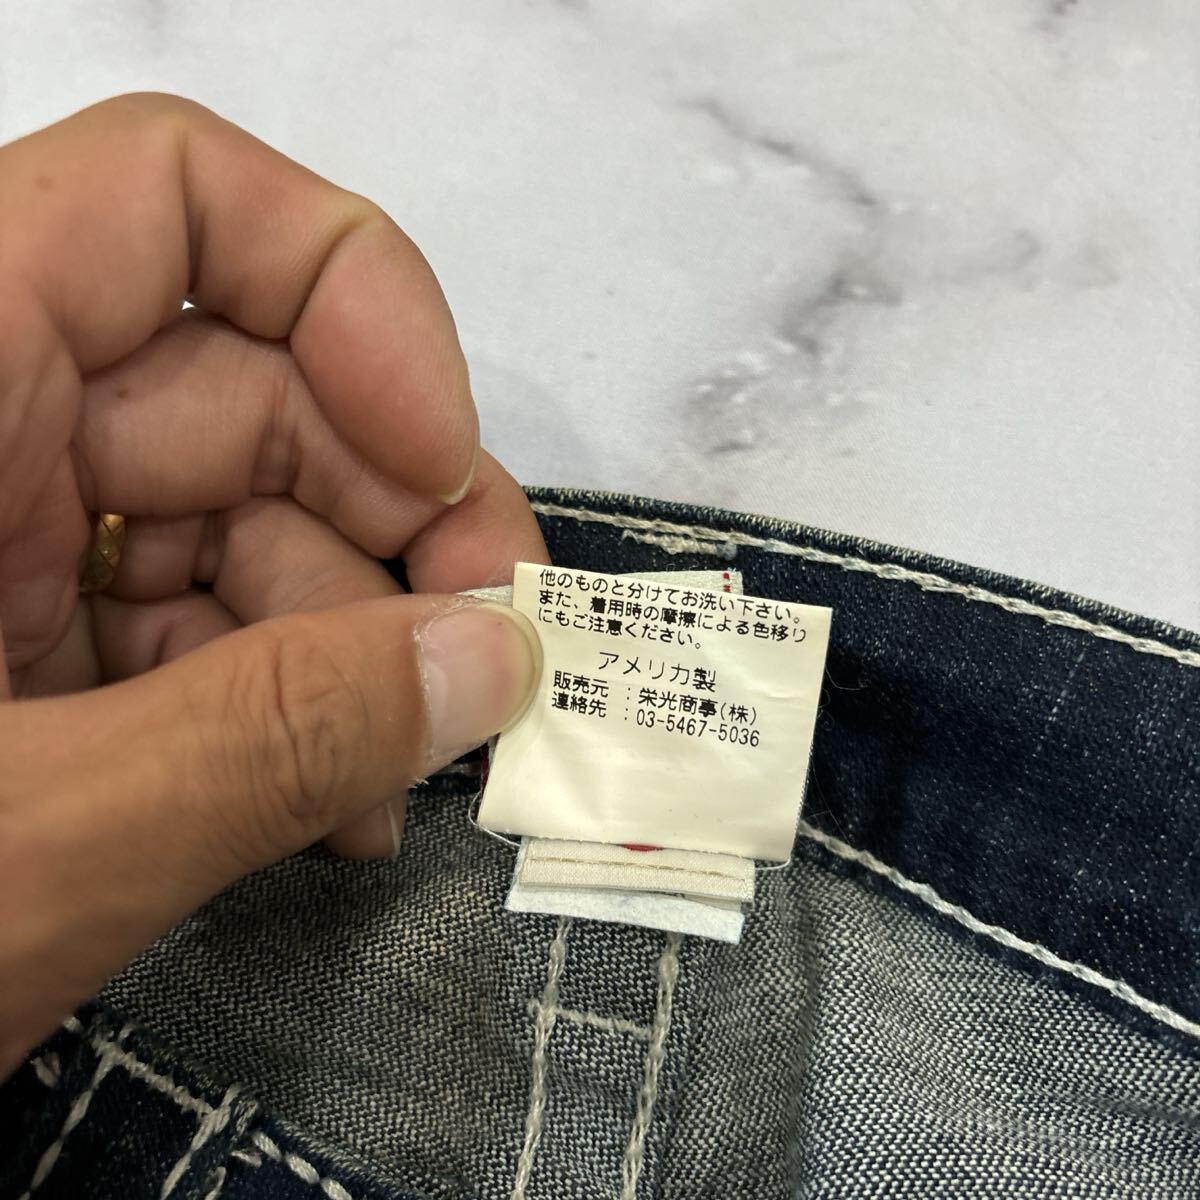 他のものと分けてお洗い下さい。
また、着用時の摩擦による色移り
にもご注意ください。
アメリカ製
販売元 : 栄光商事(株)
連絡先 : 03-5467-5036